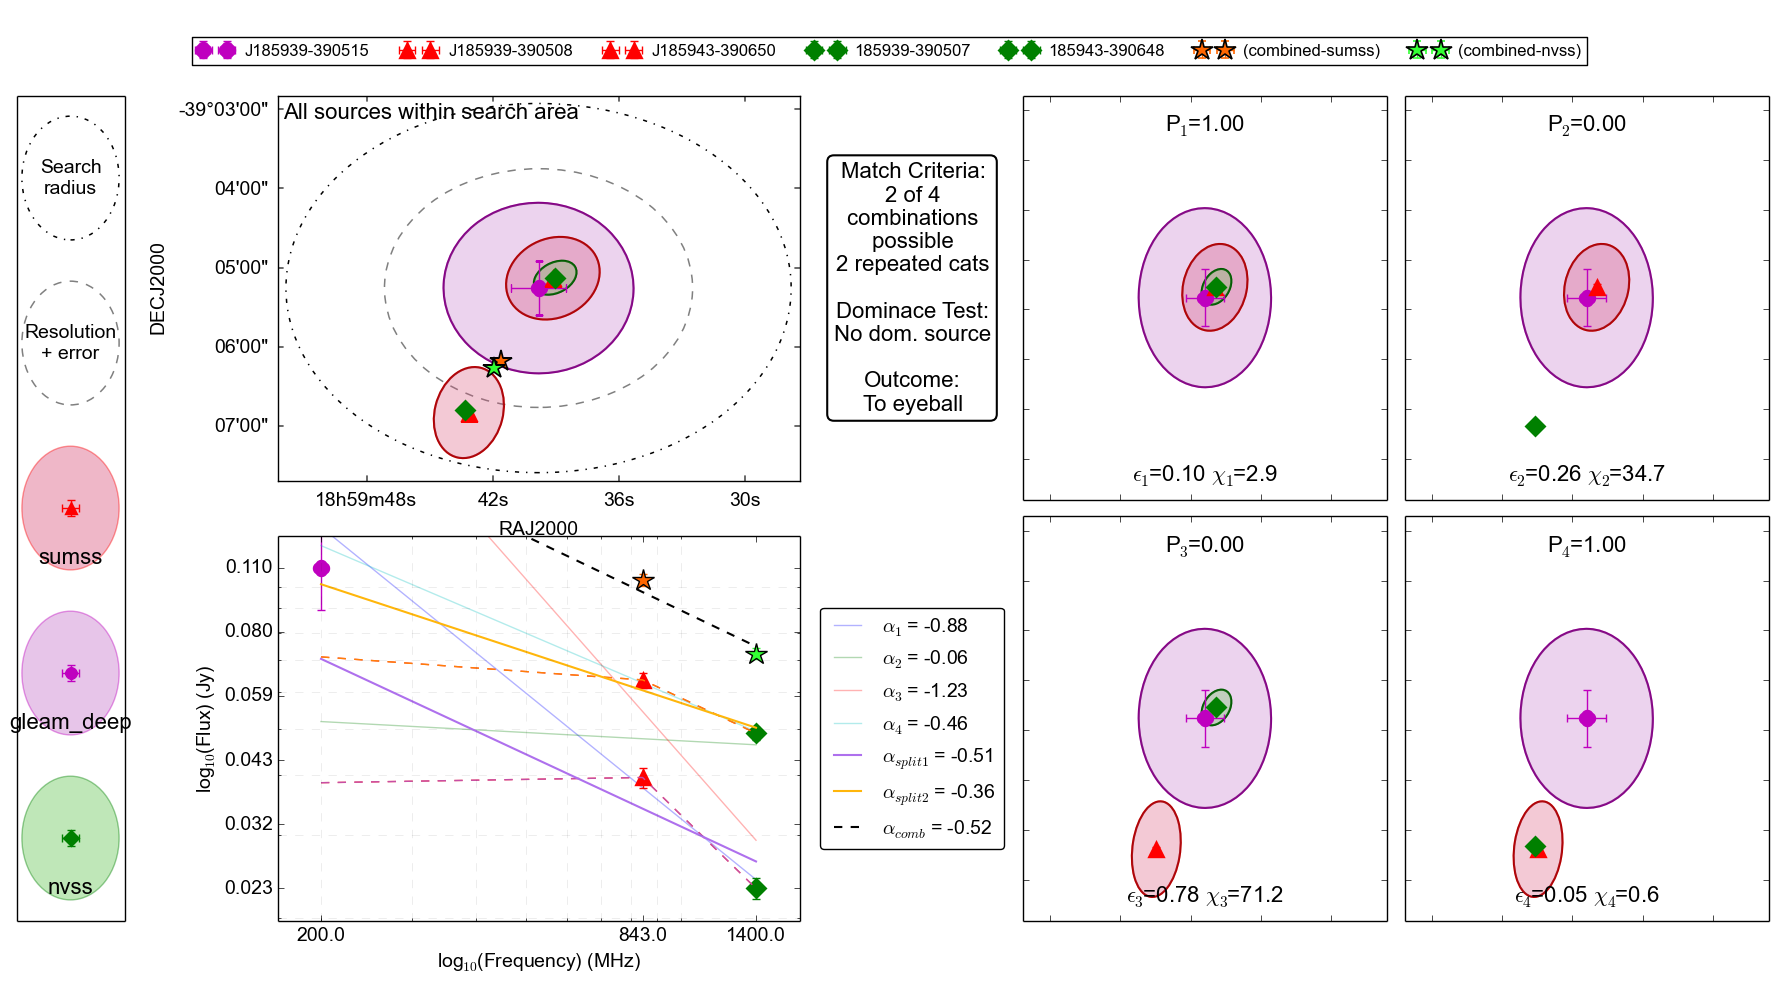 J185939-390515 J185939-390508 J185943-390650 185939-390507 185943-390648 (combined-sumss) (combined-nvss)
Search
radius
Resolution
+ error
sumss
gleam_deep
nvss
All sources within search area
-39°03'00"
04'00"
05'00"
06'00"
07'00"
DECJ2000
18h59m48s 42s 36s 30s
RAJ2000
Match Criteria:
2 of 4
combinations
possible
2 repeated cats
Dominace Test:
No dom. source
Outcome:
To eyeball
P1=1.00
ϵ1=0.10 χ1=2.9
P2=0.00
ϵ2=0.26 χ2=34.7
0.110
0.080
0.059
0.043
0.032
0.023
log10(Flux) (Jy)
200.0 843.0 1400.0
log10(Frequency) (MHz)
α1 = -0.88
α2 = -0.06
α3 = -1.23
α4 = -0.46
αsplit1 = -0.51
αsplit2 = -0.36
αcomb = -0.52
P3=0.00
ϵ3=0.78 χ3=71.2
P4=1.00
ϵ4=0.05 χ4=0.6